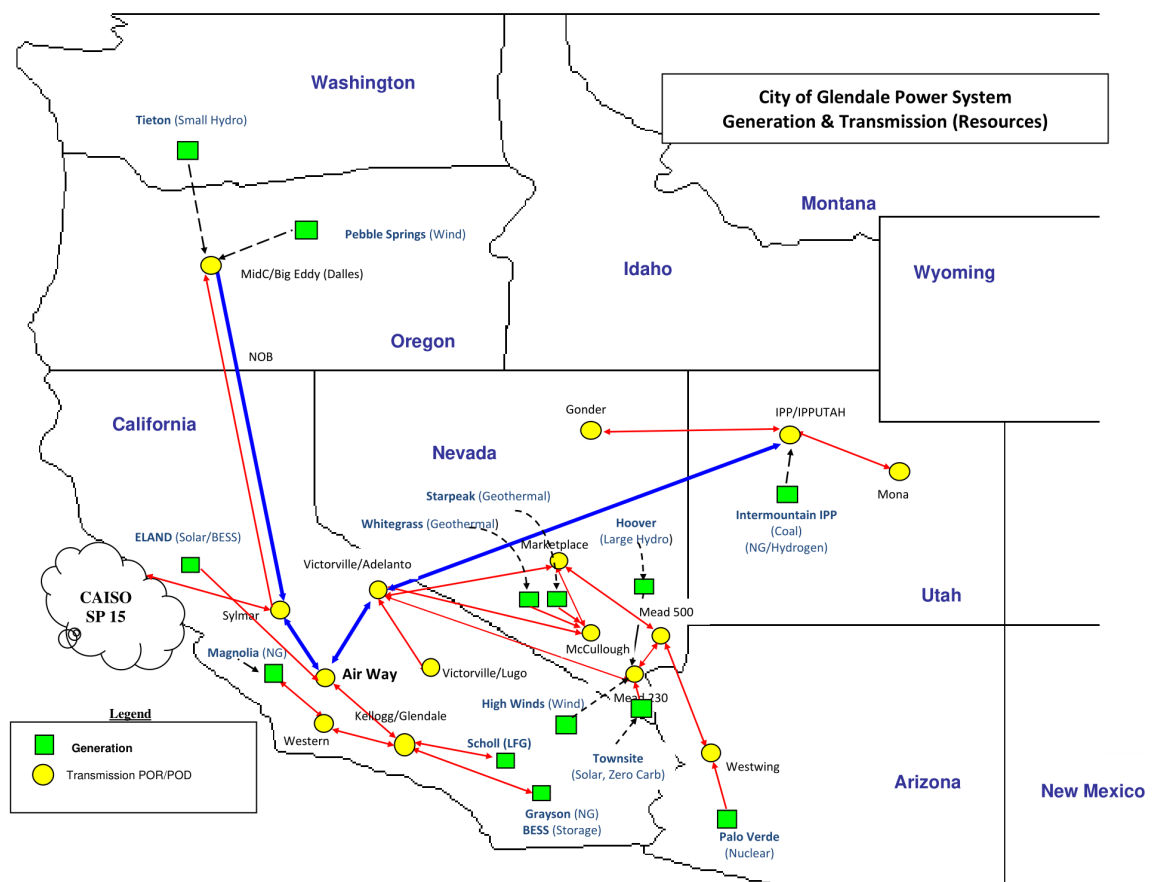 Washington
City of Glendale Power System
Generation & Transmission (Resources)
Tieton (Small Hydro)
Montana
Pebble Springs (Wind)
MidC/Big Eddy (Dalles)
Idaho
Wyoming
Oregon
NOB
California
Gonder
IPP/IPPUTAH
Nevada
Mona
Starpeak (Geothermal)
Whitegrass (Geothermal)
Hoover
(Large Hydro)
Intermountain IPP
(Coal)
(NG/Hydrogen)
ELAND (Solar/BESS)
Marketplace
Victorville/Adelanto
CAISO
SP 15
Utah
Sylmar
Mead 500
McCullough
Magnolia (NG)
Air Way
Victorville/Lugo
Mead 230
High Winds (Wind)
Legend
Kellogg/Glendale
Western
Scholl (LFG)
Generation
Townsite
(Solar, Zero Carb)
Westwing
Transmission POR/POD
Arizona
New Mexico
Grayson (NG)
BESS (Storage)
Palo Verde
(Nuclear)